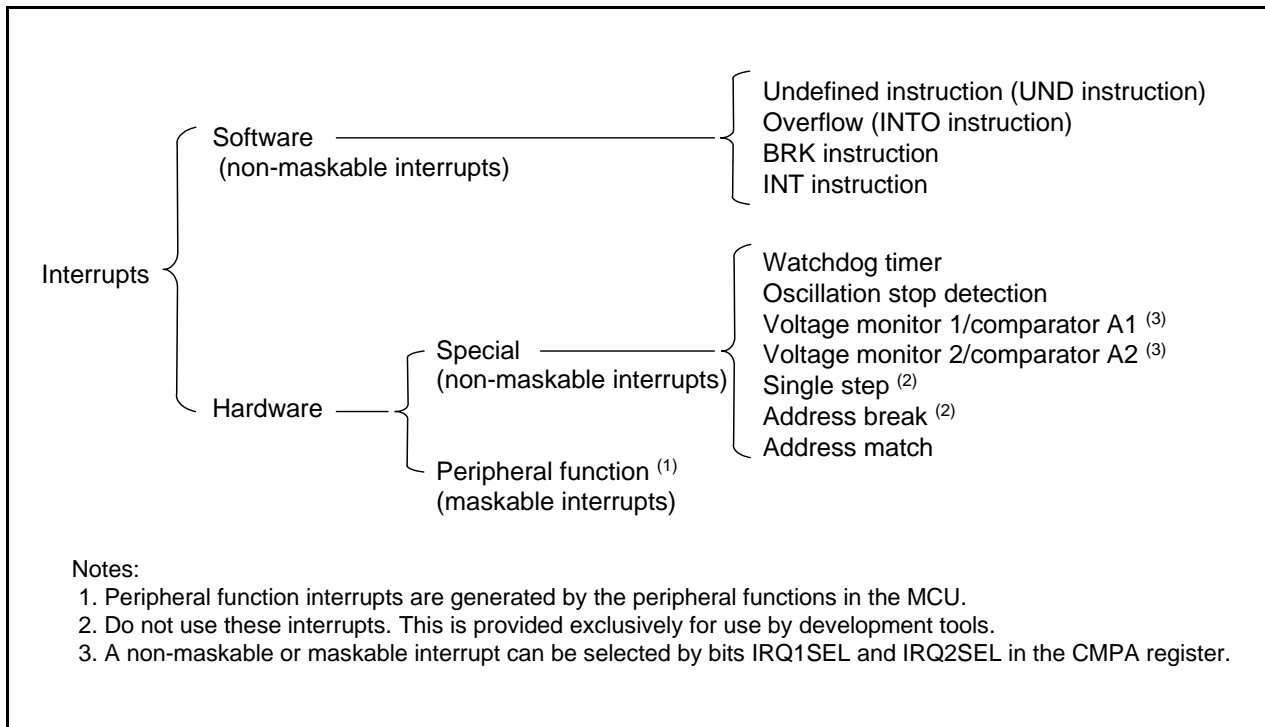 Undefined instruction (UND instruction)
Software
(non-maskable interrupts)
Overflow (INTO instruction)
BRK instruction
INT instruction
Interrupts
Watchdog timer
Oscillation stop detection
Voltage monitor 1/comparator A1 (3)
Special
(non-maskable interrupts)
Voltage monitor 2/comparator A2 (3)
Single step (2)
Hardware
Address break (2)
Address match
Peripheral function (1)
(maskable interrupts)
Notes:
1. Peripheral function interrupts are generated by the peripheral functions in the MCU.
2. Do not use these interrupts. This is provided exclusively for use by development tools.
3. A non-maskable or maskable interrupt can be selected by bits IRQ1SEL and IRQ2SEL in the CMPA register.